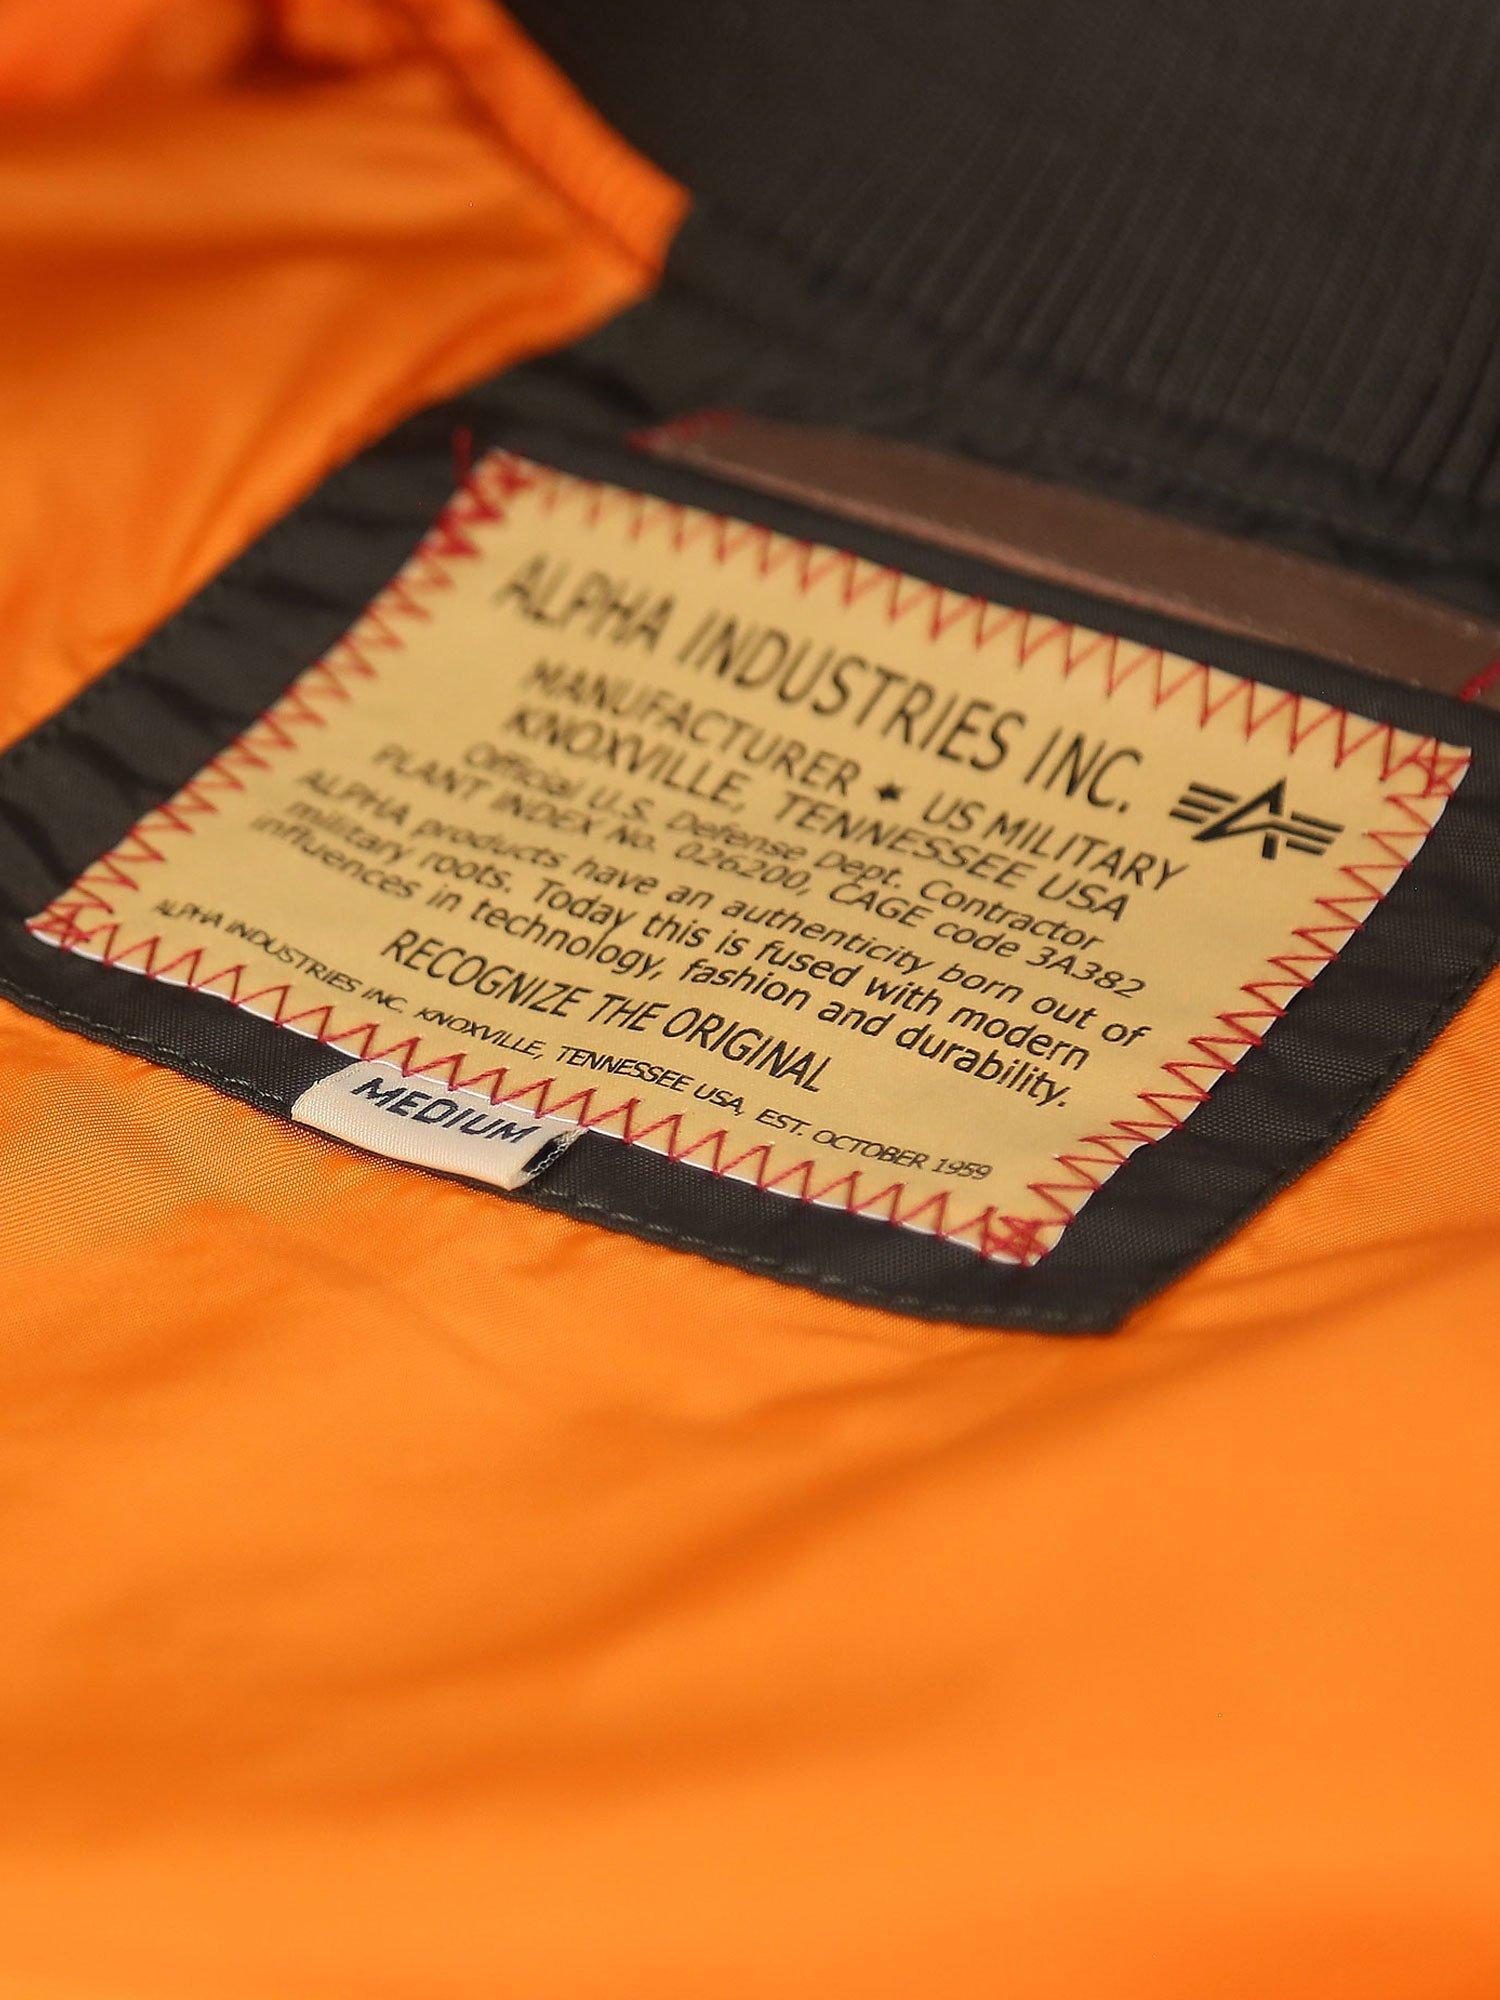 ALPHA INDUSTRIES INC.
MANUFACTURER ★ US MILITARY
KNOXVILLE, TENNESSEE USA
Official U.S. Defense Dept. Contractor
PLANT INDEX No. 026200, CAGE code 3A382
ALPHA products have an authenticity born out of
military roots. Today this is fused with modern
influences in technology, fashion and durability.
RECOGNIZE THE ORIGINAL
ALPHA INDUSTRIES INC. KNOXVILLE, TENNESSEE USA, EST. OCTOBER 1959
MEDIUM